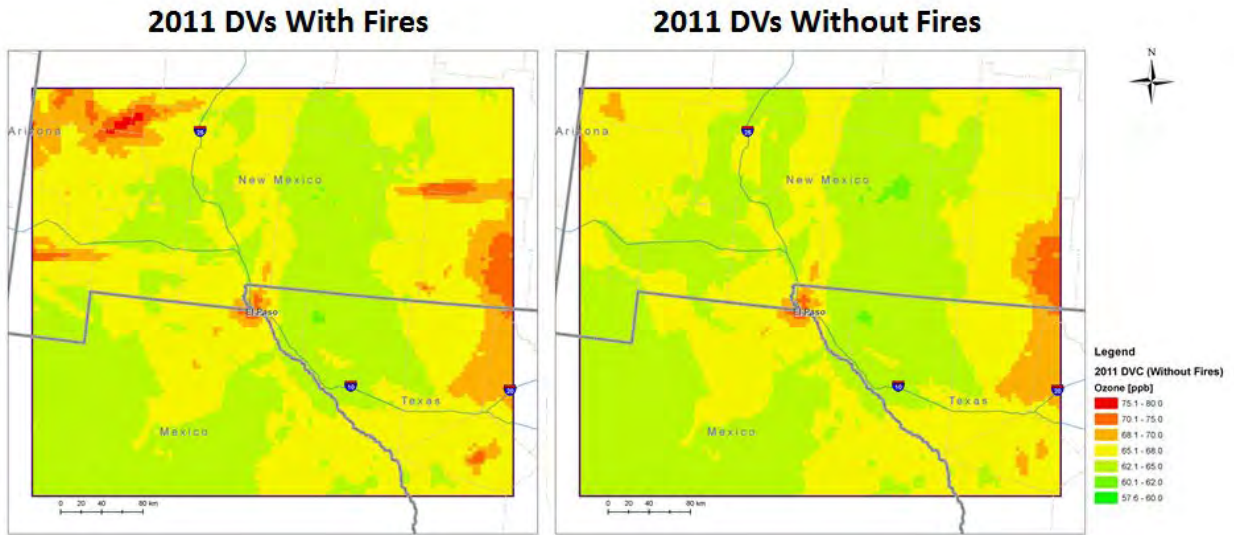 2011 DVs With Fires
2011 DVs Without Fires
N
Arizona
25
New Mexico
El Paso
10
Texas
20
Mexico
0 20 40 80 km
Arizona
25
New Mexico
El Paso
10
Texas
20
Mexico
0 20 40 80 km
Legend
2011 DVC (Without Fires)
Ozone [ppb]
75.1 - 80.0
70.1 - 75.0
68.1 - 70.0
65.1 - 68.0
62.1 - 65.0
60.1 - 62.0
57.6 - 60.0